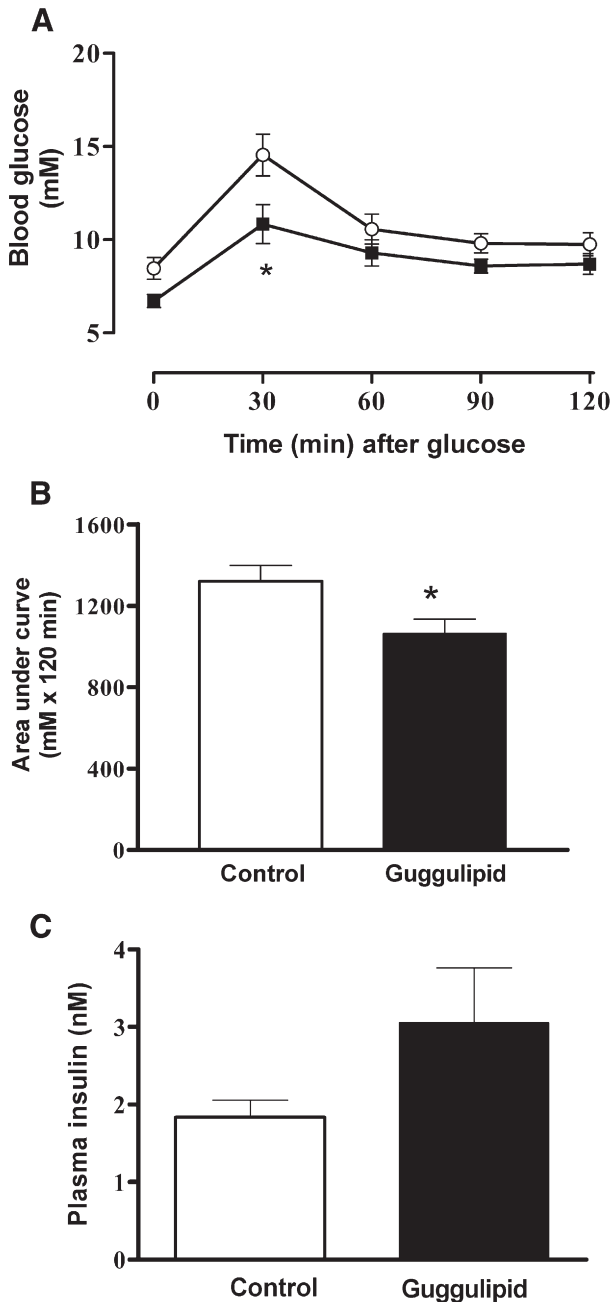 A
20
15
10
5
Blood glucose
(mM)
*
0 30 60 90 120
Time (min) after glucose
B
1600
1200
800
400
0
Area under curve
(mM x 120 min)
*
Control Guggulipid
C
4
3
2
1
0
Plasma insulin (nM)
Control Guggulipid